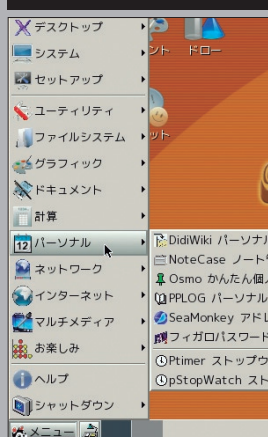 デスクトップ
システム
セットアップ
ユーティリティ
ファイルシステム
グラフィック
ドキュメント
計算
12 パーソナル
ネットワーク
インターネット
マルチメディア
お楽しみ
ヘルプ
シャットダウン
メニュー
ント
ドロー
ット
DidiWiki パーソナル
NoteCase ノート
Osmo かんたん個人
PPLOG パーソナル
SeaMonkey アドレ
フィガロパスワード
Ptimer ストップウ
pStopWatch スト